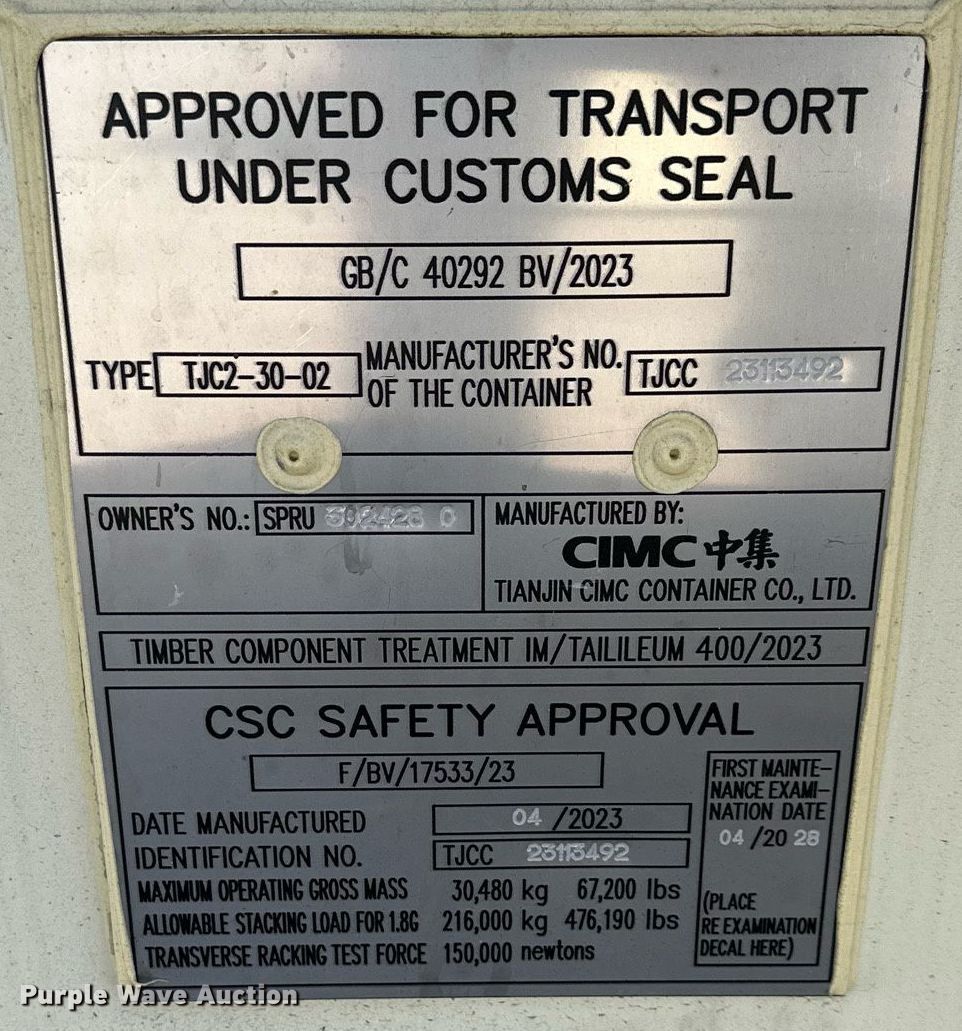 APPROVED FOR TRANSPORT
UNDER CUSTOMS SEAL
GB/C 40292 BV/2023
TYPE TJC2-30-02 MANUFACTURER'S NO. OF THE CONTAINER TJCC 23113492
OWNER'S NO.: SPRU 0
MANUFACTURED BY:
CIMC 中集
TIANJIN CIMC CONTAINER CO., LTD.
TIMBER COMPONENT TREATMENT IM/TAILILEUM 400/2023
CSC SAFETY APPROVAL
F/BV/17533/23
DATE MANUFACTURED 04 /2023
IDENTIFICATION NO. TJCC 23113492
MAXIMUM OPERATING GROSS MASS 30,480 kg 67,200 lbs
ALLOWABLE STACKING LOAD FOR 1.8G 216,000 kg 476,190 lbs
TRANSVERSE RACKING TEST FORCE 150,000 newtons
FIRST MAINTE-
NANCE EXAMI-
NATION DATE
04 /20 28
(PLACE
RE EXAMINATION
DECAL HERE)
Purple Wave Auction